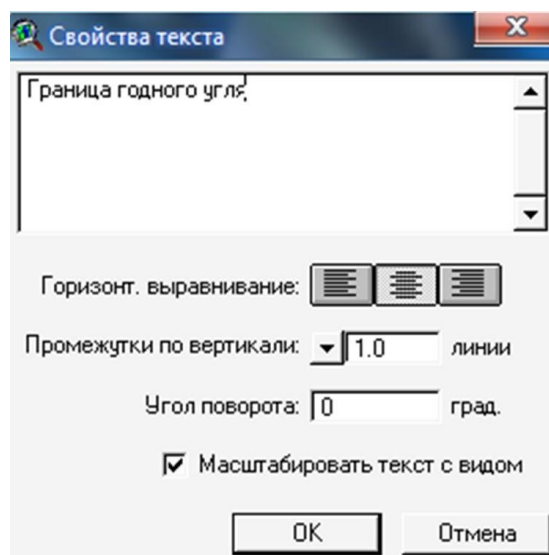 Свойства текста
X
Граница годного угля
Горизонт. выравнивание:
Промежутки по вертикали: 1.0 линии
Угол поворота: 0 град.
Масштабировать текст с видом
OK Отмена